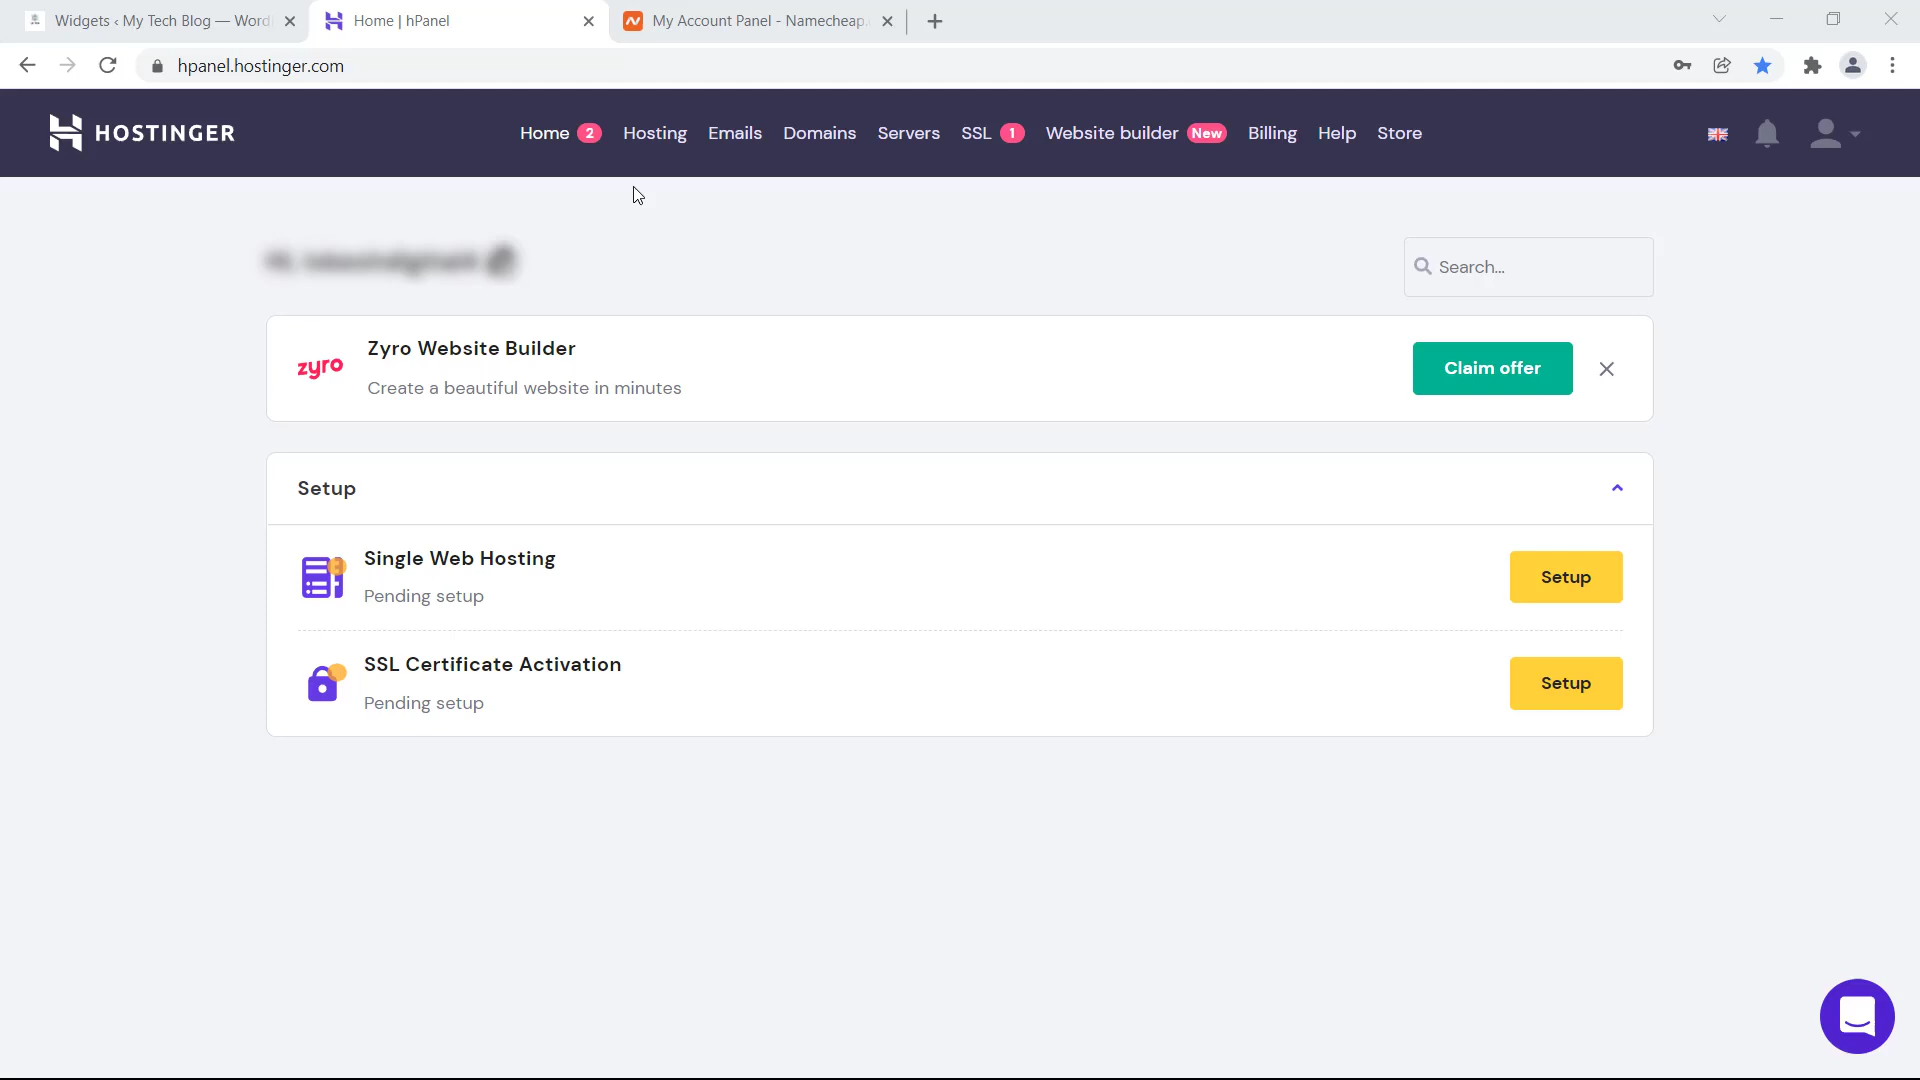 Widgets ‹ My Tech Blog — Word
Home | hPanel
My Account Panel - Namecheap.
hpanel.hostinger.com
HOSTINGER
Home 2 Hosting Emails Domains Servers SSL 1 Website builder New Billing Help Store
Search...
zyro
Zyro Website Builder
Create a beautiful website in minutes
Claim offer
Setup
Single Web Hosting
Pending setup
Setup
SSL Certificate Activation
Pending setup
Setup